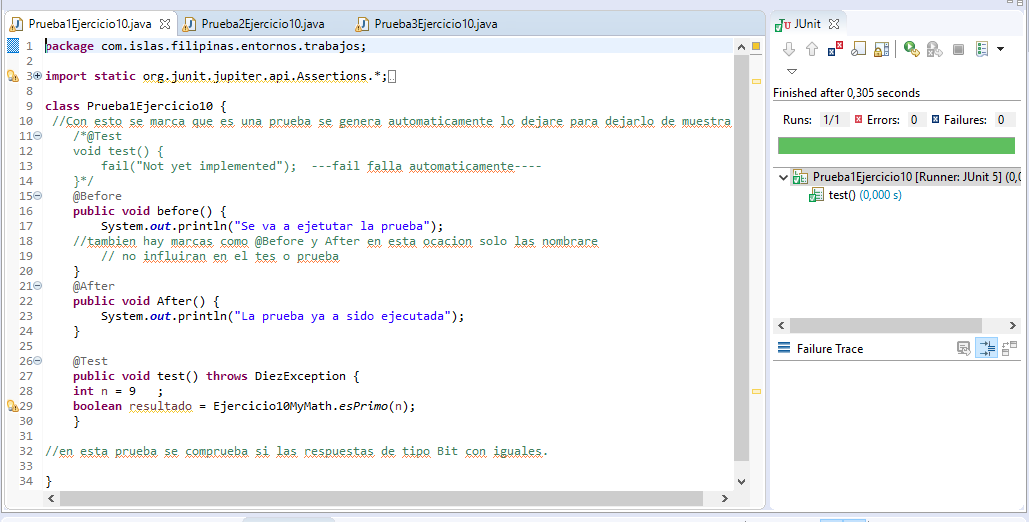 Prueba1Ejercicio10.java
Prueba2Ejercicio10.java
Prueba3Ejercicio10.java
1 package com.islas.filipinas.entornos.trabajos;
2
3 import static org.junit.jupiter.api.Assertions.*;
8
9 class Prueba1Ejercicio10 {
10 //Con esto se marca que es una prueba se genera automaticamente lo dejare para dejarlo de muestra
11 /*@Test
12 void test() {
13 fail("Not yet implemented");  ---fail falla automaticamente----
14 }*/
15 @Before
16 public void before() {
17 System.out.println("Se va a ejetutar la prueba");
18 //tambien hay marcas como @Before y After en esta ocacion solo las nombrare
19 // no influiran en el tes o prueba
20 }
21 @After
22 public void After() {
23 System.out.println("La prueba ya a sido ejecutada");
24 }
25
26 @Test
27 public void test() throws DiezException {
28 int n = 9   ;
29 boolean resultado = Ejercicio10MyMath.esPrimo(n);
30 }
31
32 //en esta prueba se comprueba si las respuestas de tipo Bit con iguales.
33
34 }
JUnit
Finished after 0,305 seconds
Runs: 1/1 Errors: 0 Failures: 0
Prueba1Ejercicio10 [Runner: JUnit 5] (0,0
test() (0,000 s)
Failure Trace